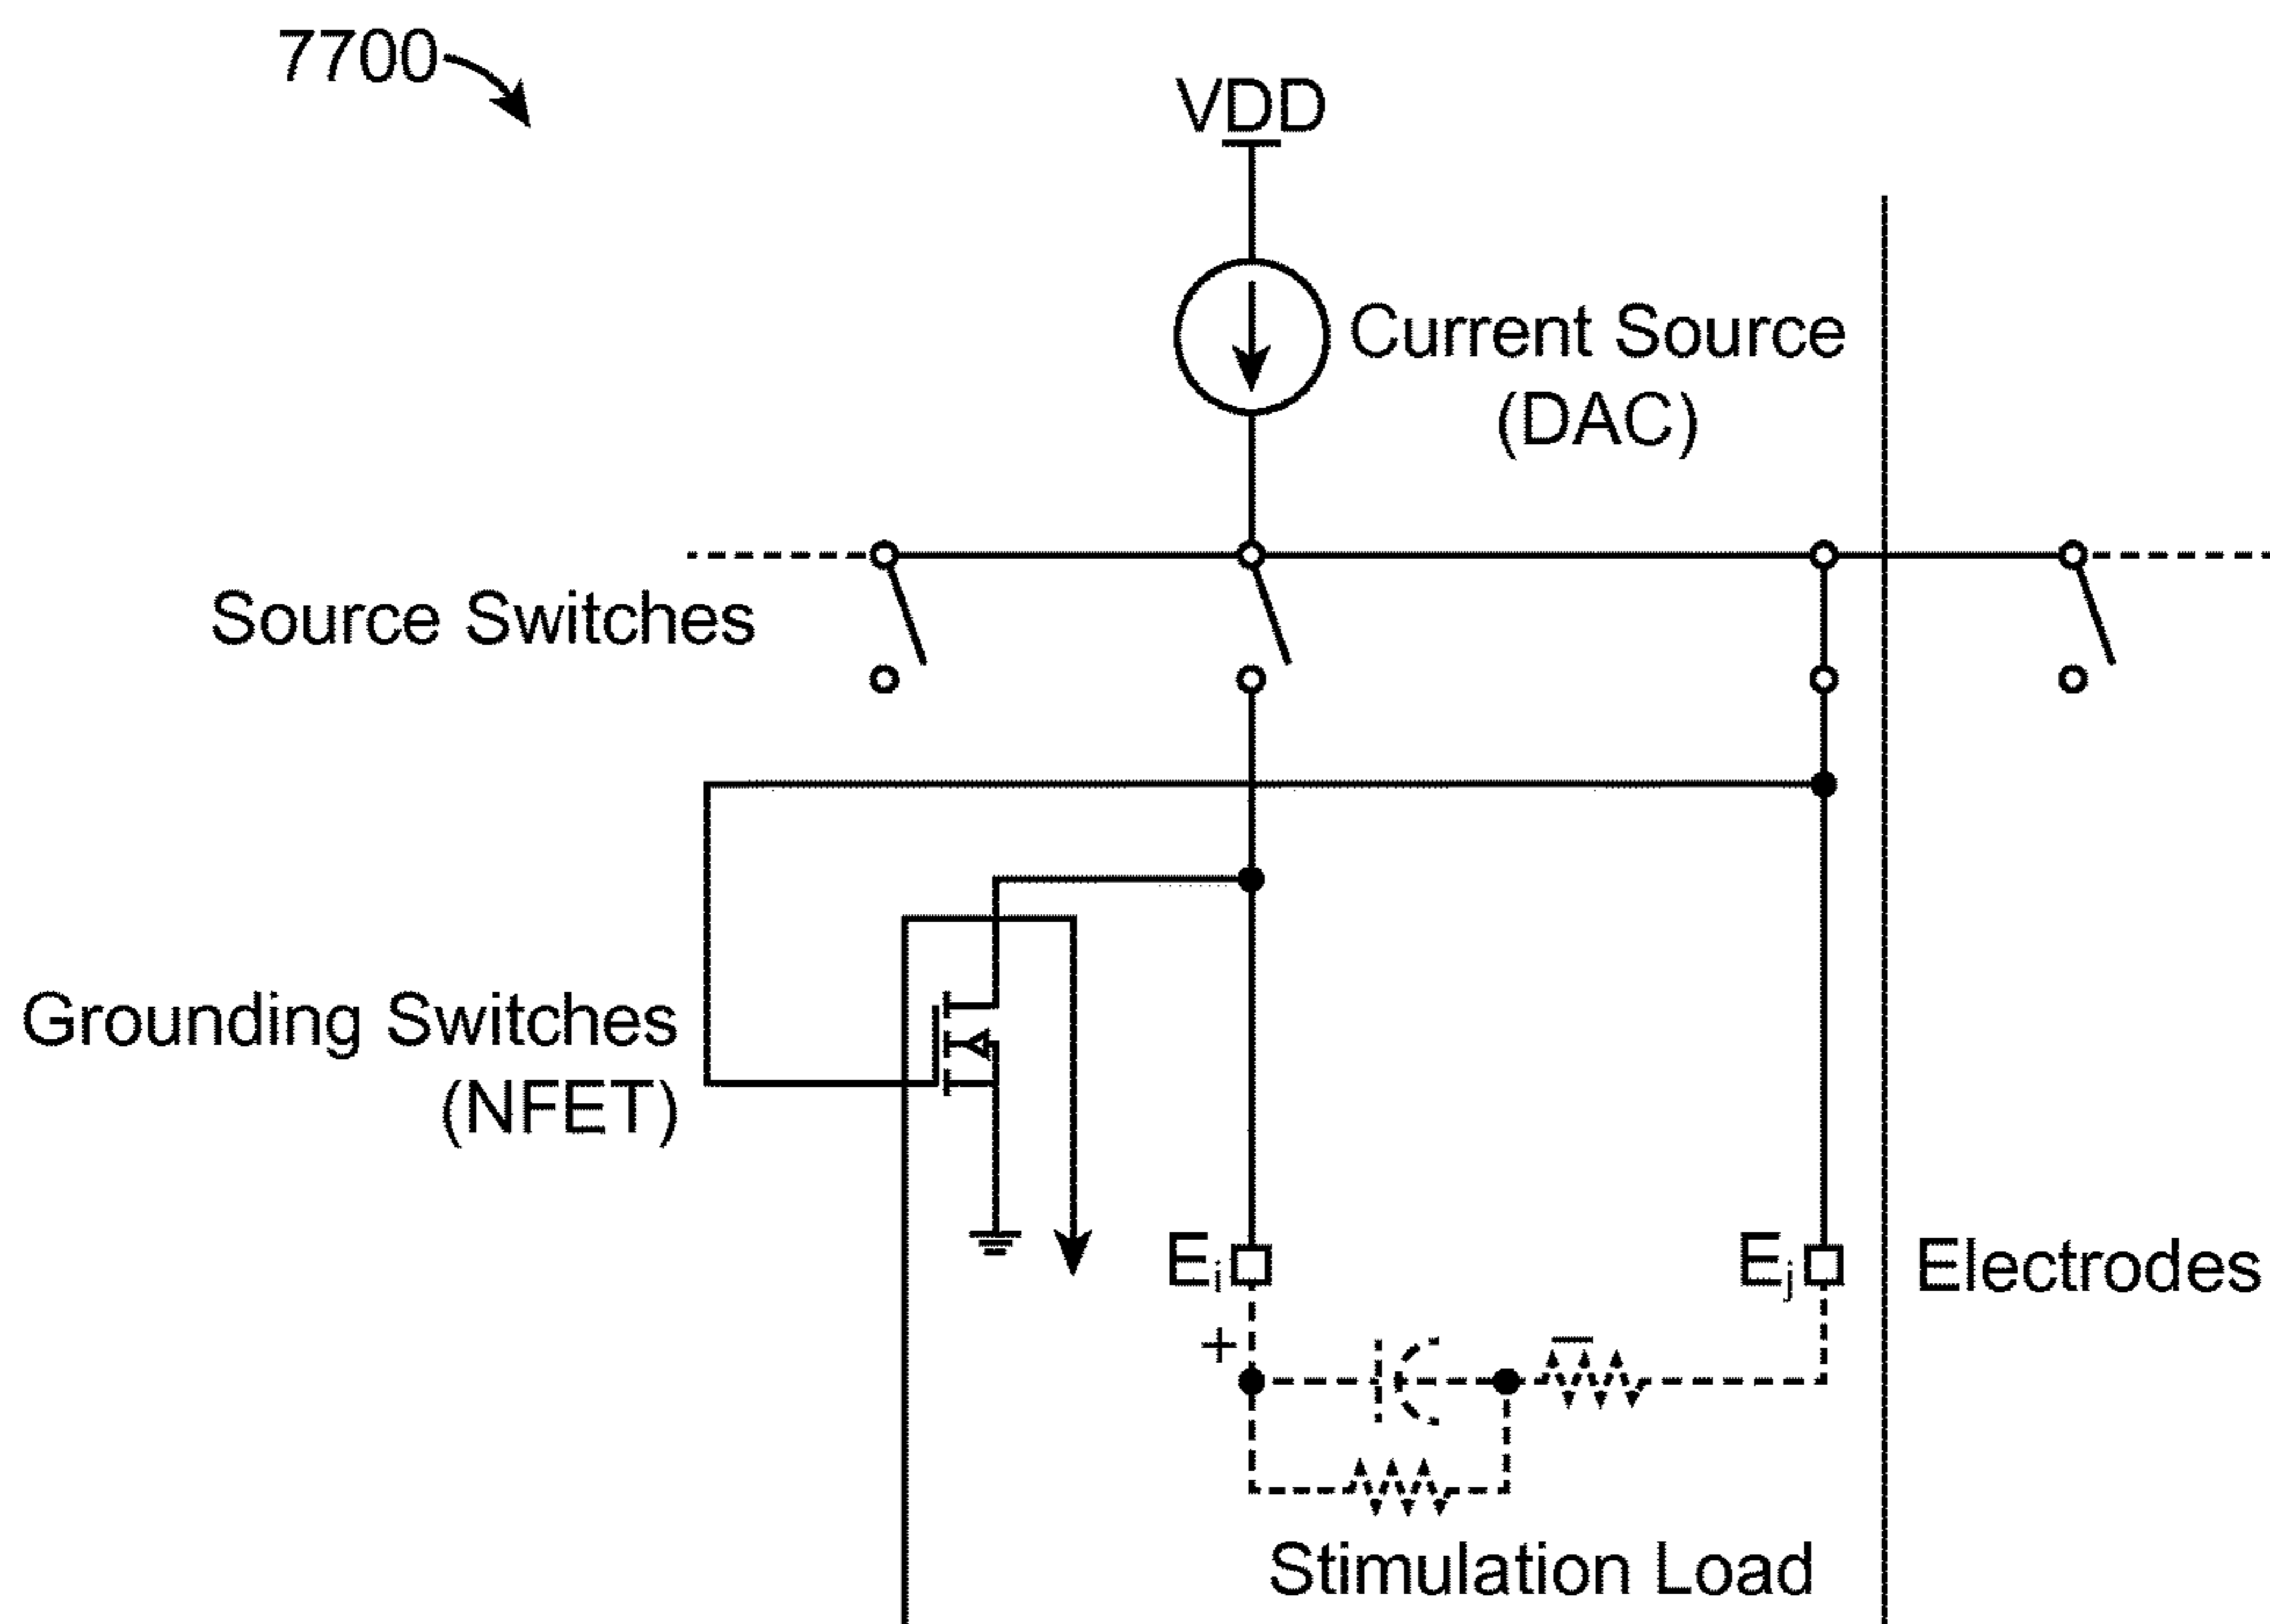 7700
VDD
Current Source
(DAC)
Source Switches
Grounding Switches
(NFET)
Ei
Ej
Electrodes
+
−
Stimulation Load